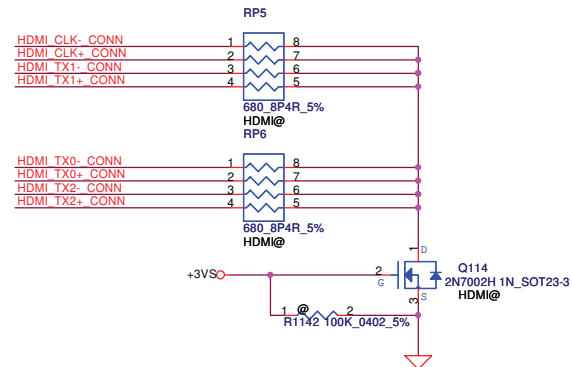 RP5
HDMI_CLK-_CONN 1 8
HDMI_CLK+_CONN 2 7
HDMI_TX1-_CONN 3 6
HDMI_TX1+_CONN 4 5
680_8P4R_5%
HDMI@
RP6
HDMI_TX0-_CONN 1 8
HDMI_TX0+_CONN 2 7
HDMI_TX2-_CONN 3 6
HDMI_TX2+_CONN 4 5
680_8P4R_5%
HDMI@
1 D
+3VS 2 G
Q114
2N7002H 1N_SOT23-3
HDMI@
3 S
1 @ 2
R1142 100K_0402_5%